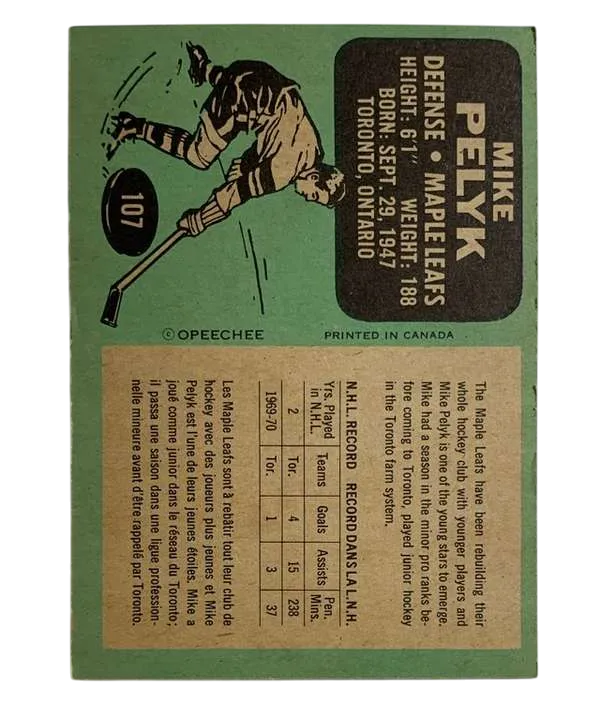 MIKE
PELYK
DEFENSE • MAPLE LEAFS
HEIGHT: 6'1" WEIGHT: 188
BORN: SEPT. 29, 1947
TORONTO, ONTARIO
107
© OPEECHEE PRINTED IN CANADA
The Maple Leafs have been rebuilding their
whole hockey club with younger players and
Mike Pelyk is one of the young stars to emerge.
Mike had a season in the minor pro ranks be-
fore coming to Toronto, played junior hockey
in the Toronto farm system.
N.H.L. RECORD RECORD DANS LA L.N.H.
Yrs. Played in N.H.L. Teams Goals Assists Pen. Mins.
2 Tor. 4 15 238
1969-70 Tor. 1 3 37
Les Maple Leafs sont à rebâtir tout leur club de
hockey avec des joueurs plus jeunes et Mike
Pelyk est l'une de leurs jeunes étoiles. Mike a
joué comme junior dans le réseau du Toronto;
il passa une saison dans une ligue profession-
nelle mineure avant d'être rappelé par Toronto.